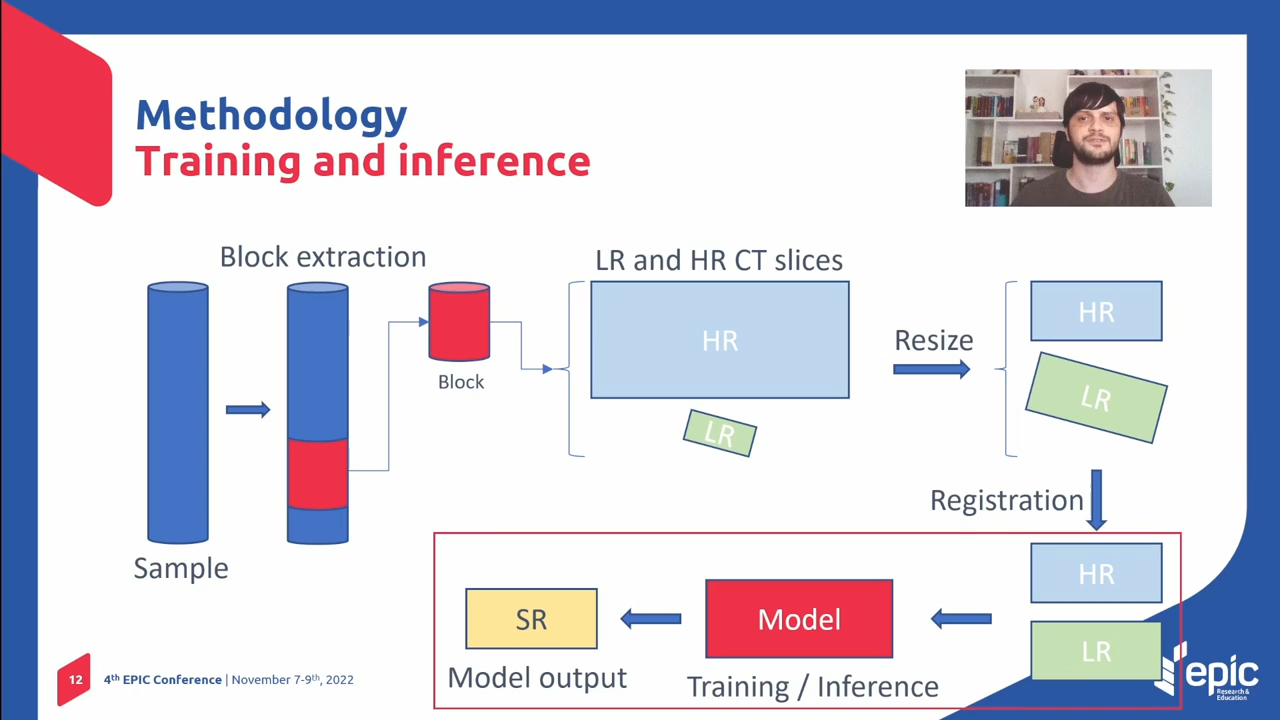 Methodology
Training and inference
Block extraction
LR and HR CT slices
HR
LR
Block
Resize
HR
LR
Registration
Sample
HR
LR
Model
Training / Inference
SR
Model output
12
4th EPIC Conference | November 7-9th, 2022
epic
Research &
Education